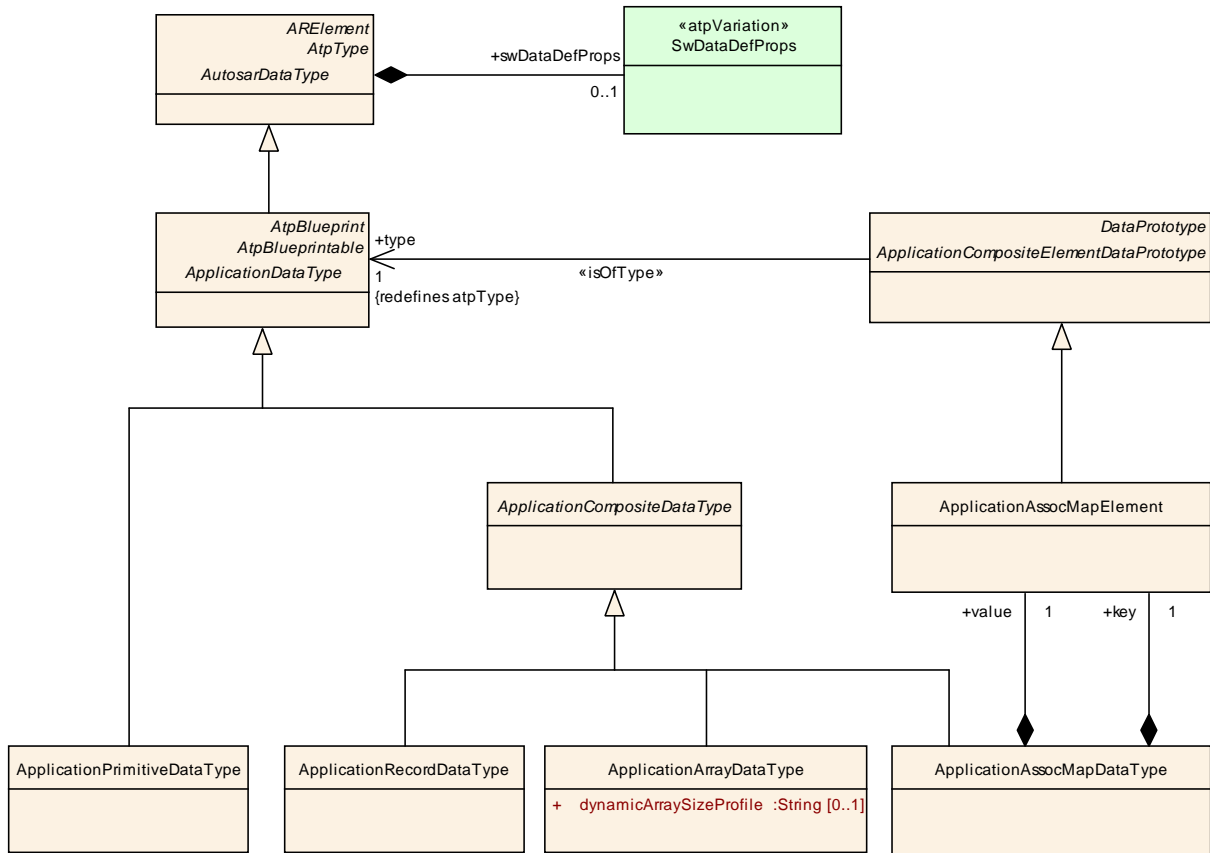 ARElement
AtpType
AutosarDataType
+swDataDefProps
0..1
«atpVariation»
SwDataDefProps
AtpBlueprint
AtpBlueprintable
ApplicationDataType
+type
1
{redefines atpType}
«isOfType»
DataPrototype
ApplicationCompositeElementDataPrototype
ApplicationCompositeDataType
ApplicationAssocMapElement
+value 1
+key 1
ApplicationPrimitiveDataType
ApplicationRecordDataType
ApplicationArrayDataType
+ dynamicArraySizeProfile :String [0..1]
ApplicationAssocMapDataType